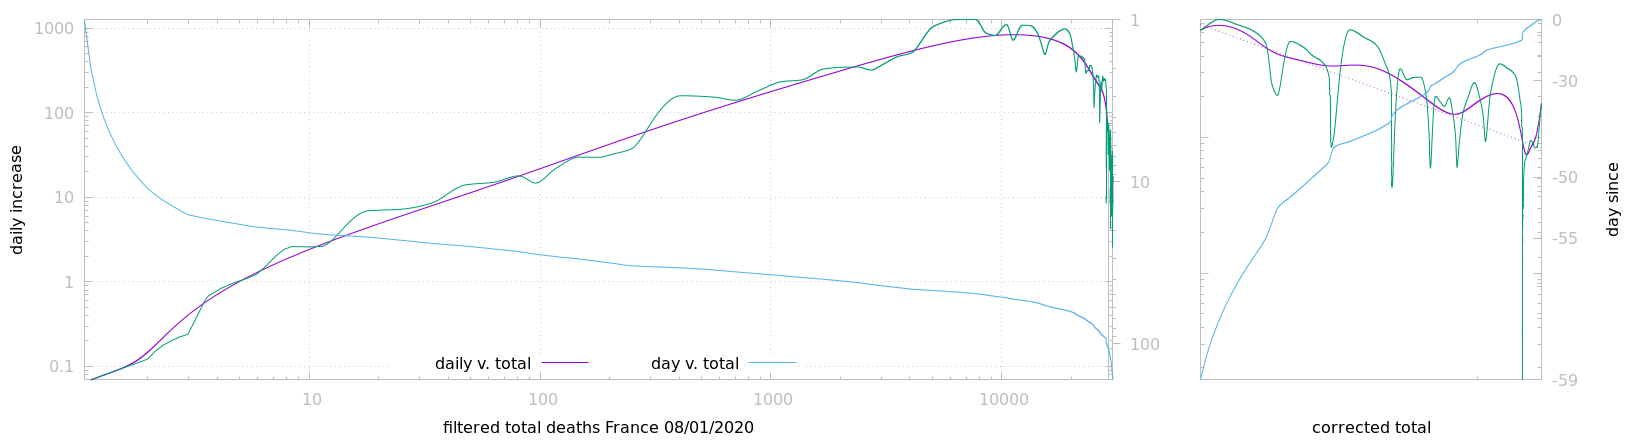 1000
100
10
1
0.1
daily increase
daily v. total
day v. total
10
100
1000
10000
filtered total deaths France 08/01/2020
1
10
100
0
-30
-50
-55
-59
day since
corrected total